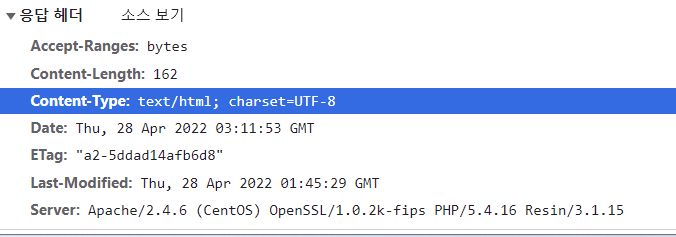 ▼응답 헤더 소스 보기
Accept-Ranges: bytes
Content-Length: 162
Content-Type: text/html; charset=UTF-8
Date: Thu, 28 Apr 2022 03:11:53 GMT
ETag: "a2-5ddad14afb6d8"
Last-Modified: Thu, 28 Apr 2022 01:45:29 GMT
Server: Apache/2.4.6 (CentOS) OpenSSL/1.0.2k-fips PHP/5.4.16 Resin/3.1.15